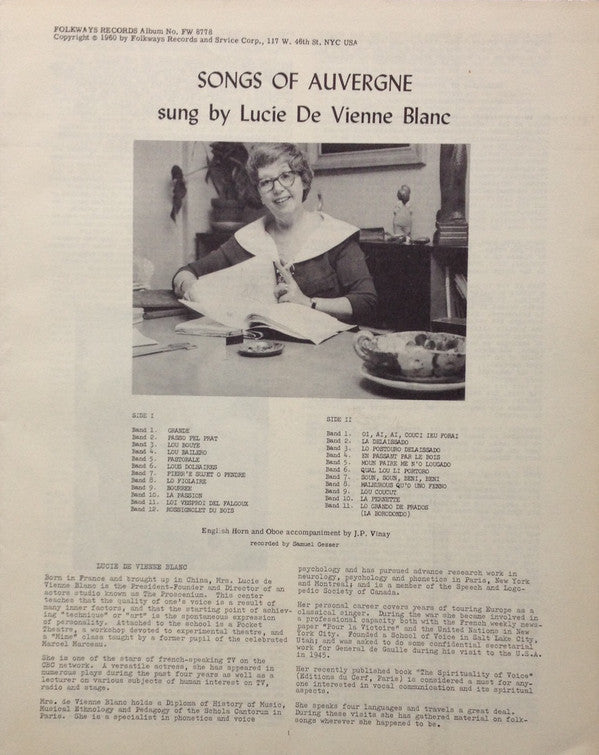 FOLKWAYS RECORDS Album No. FW 8778
Copyright © 1960 by Folkways Records and Srvice Corp., 117 W. 46th St. NYC USA
SONGS OF AUVERGNE
sung by Lucie De Vienne Blanc
SIDE I
Band 1. GRANDE
Band 2. PASSO PEL PRAT
Band 3. LOU BOUYE
Band 4. LOU BAILERO
Band 5. PASTORALE
Band 6. LOUS DOLSAIRES
Band 7. PIERR'E SUJET O PENDRE
Band 8. LO FIOLAIRE
Band 9. BOURREE
Band 10. LA PASSION
Band 11. LOI VESPROI DEL FALGOUX
Band 12. ROSSIGNOLET DU BOIS
SIDE II
Band 1. OI, AI, AI, COUCI IEU FORAI
Band 2. LA DELAISSADO
Band 3. LO POSTOURO DELAISSADO
Band 4. EN PASSANT PAR LE BOIS
Band 5. MOUN PAIRE ME N'O LOUGADO
Band 6. QUAL LOU LI PORTORO
Band 7. SOUN, SOUN, BENI, BENI
Band 8. MALHEROUS QU'O UNO FENNO
Band 9. LOU COUCUT
Band 10. LA PERNETTE
Band 11. LO GRANDO DE PRADOS
(LA BORODONDO)
English Horn and Oboe accompaniment by J.P. Vinay
recorded by Samuel Gesser
LUCIE DE VIENNE BLANC
Born in France and brought up in China, Mrs. Lucie de
Vienne Blanc is the President-Founder and Director of an
actors studio known as The Proscenium. This center
teaches that the quality of one's voice is a result of
many inner factors, and that the starting point of achiev-
ing "technique" or "art" is the spontaneous expression
of personality. Attached to the school is a Pocket
Theatre, a workshop devoted to experimental theatre, and
a "Mime" class taught by a former pupil of the celebrated
Marcel Marceau.
She is one of the stars of french-speaking TV on the
CBC network. A versatile actress, she has appeared in
numerous plays during the past four years as well as a
lecturer on various subjects of human interest on TV,
radio and stage.
Mrs. de Vienne Blanc holds a Diploma of History of Music,
Musical Ethnology and Pedagogy of the Schola Cantorum in
Paris. She is a specialist in phonetics and voice
psychology and has pursued advance research work in
neurology, psychology and phonetics in Paris, New York
and Montreal; and is a member of the Speech and Logo-
pedic Society of Canada.
Her personal career covers years of touring Europe as a
classical singer. During the war she became involved in
a professional capacity both with the French weekly news-
paper "Pour la Victoire" and the United Nations in New
York City. Founded a School of Voice in Salt Lake City,
Utah; and was asked to do some confidential secretarial
work for General de Gaulle during his visit to the U.S.A.
in 1945.
Her recently published book "The Spirituality of Voice"
(Editions du Cerf, Paris) is considered a must for any-
one interested in vocal communication and its spiritual
aspects.
She speaks four languages and travels a great deal.
During these visits she has gathered material on folk-
songs wherever she happened to be.
1